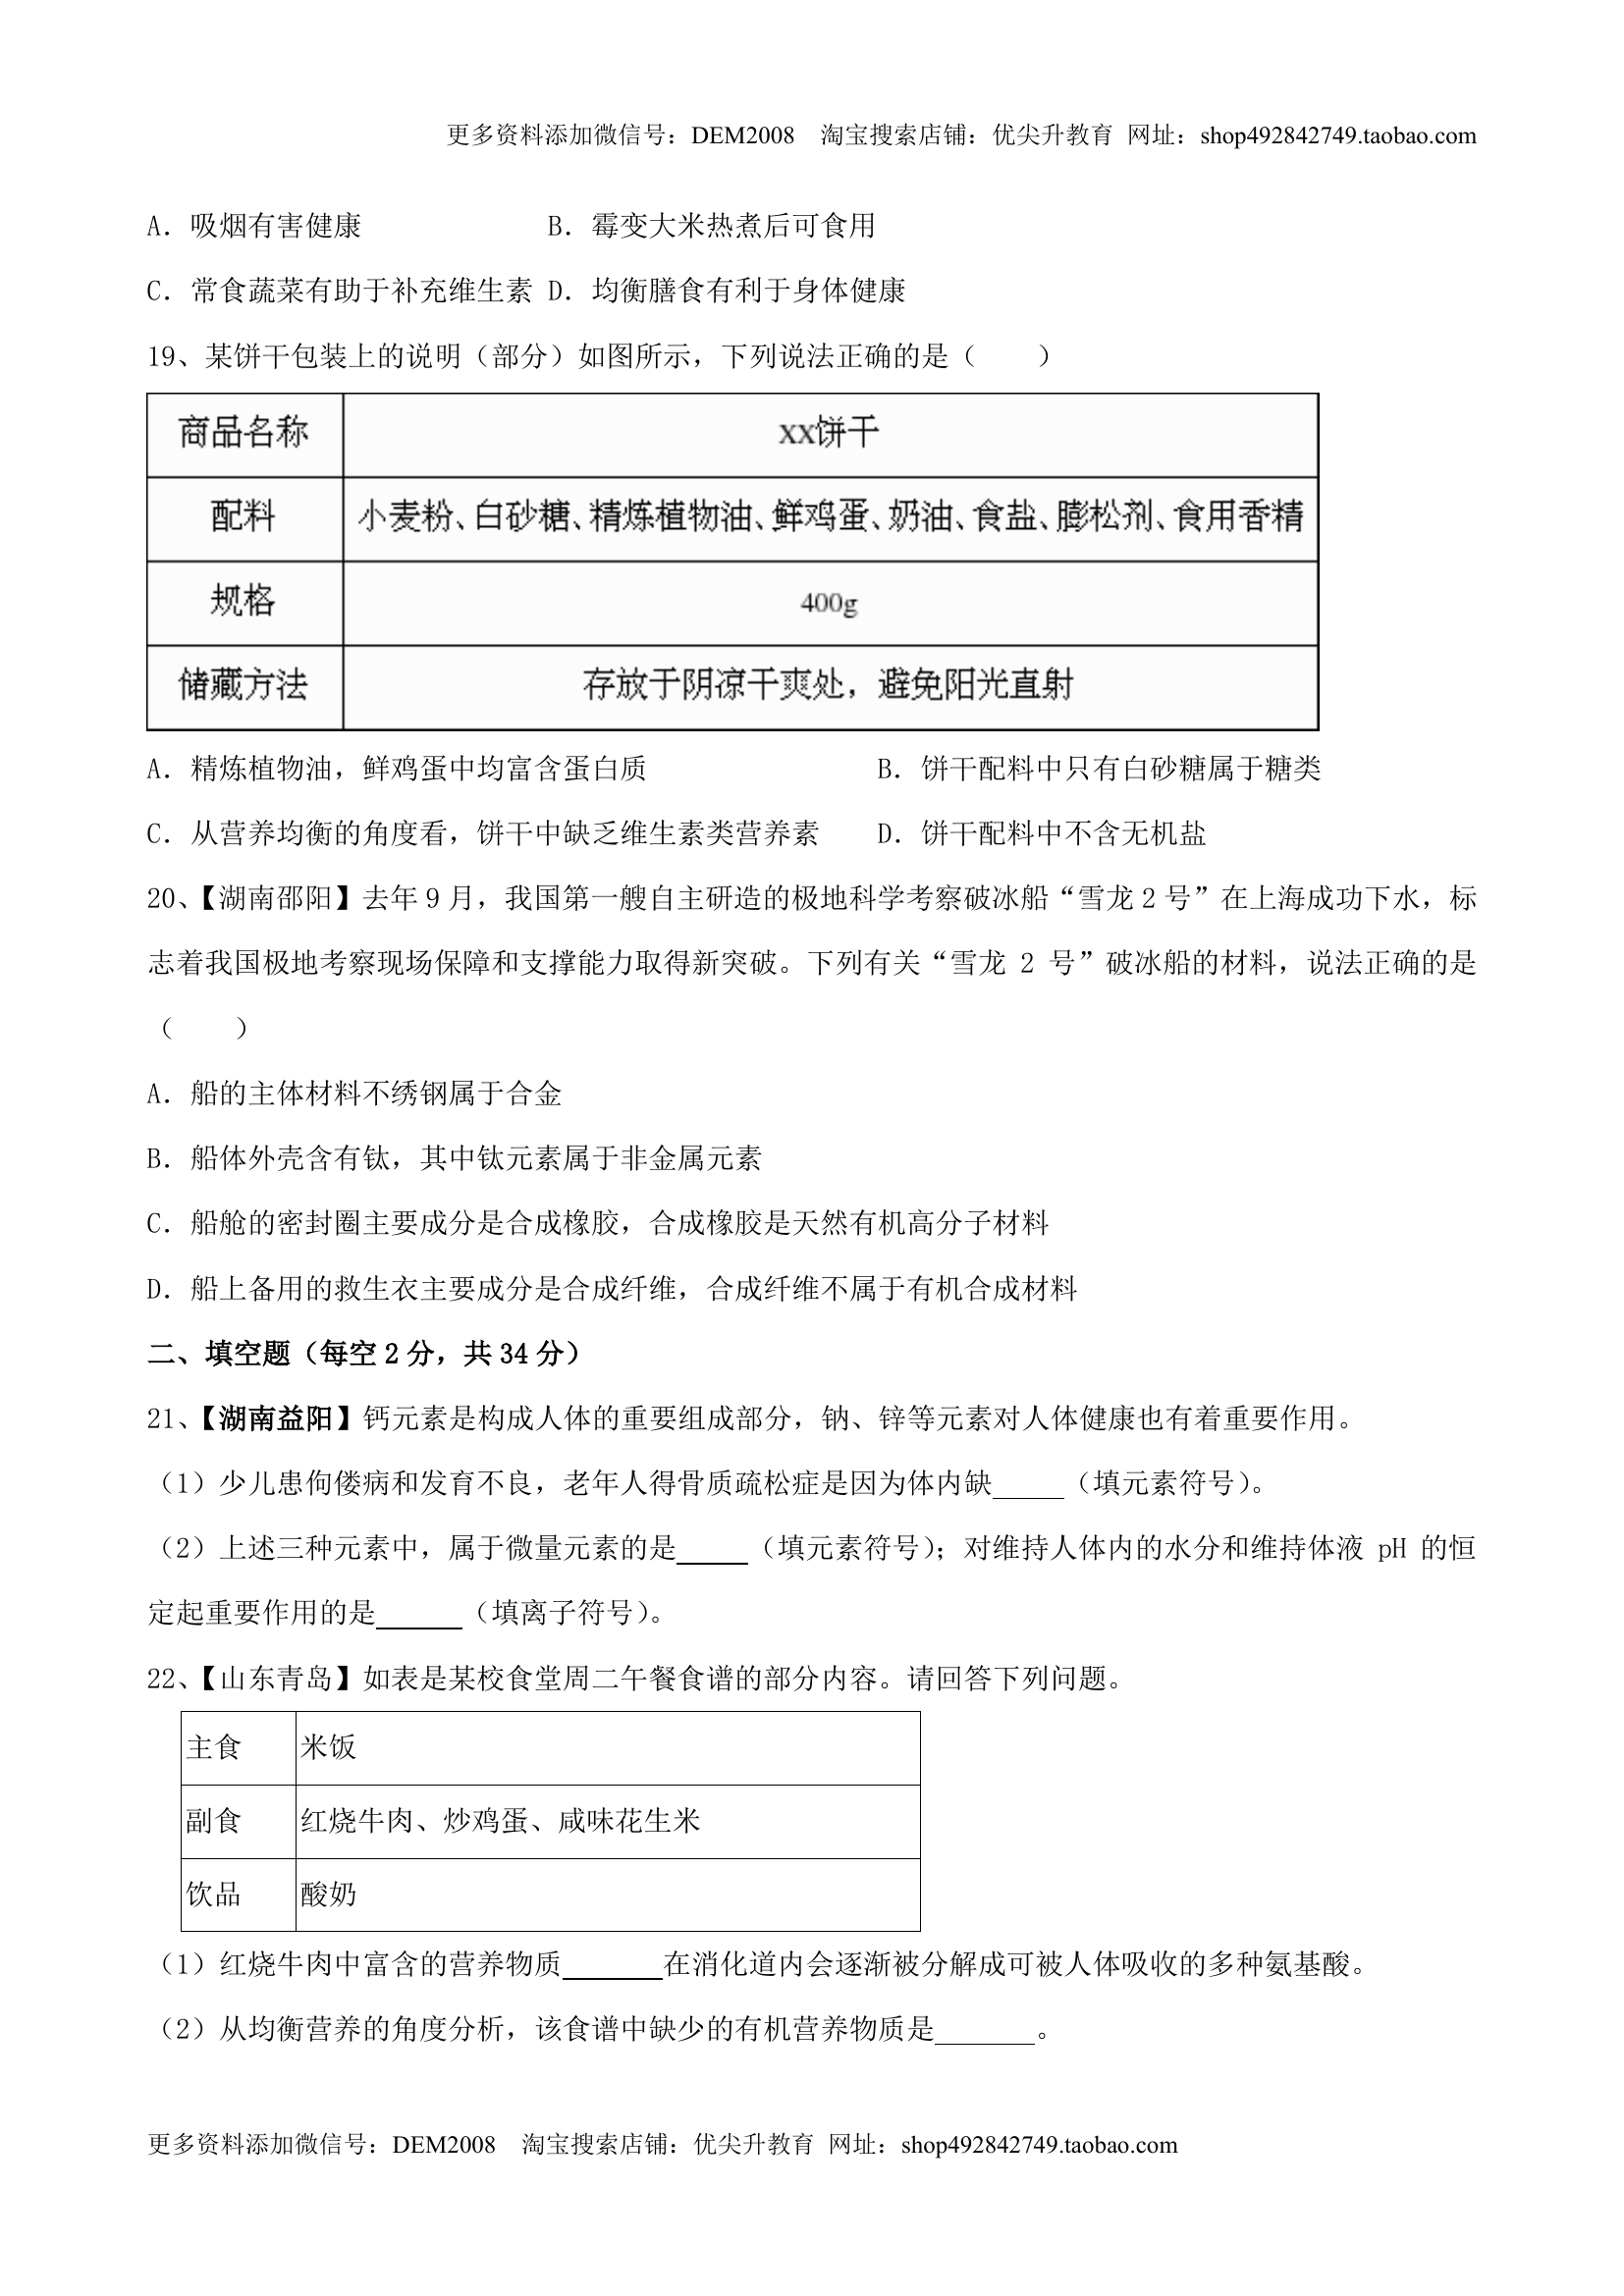 更多资料添加微信号：DEM2008 淘宝搜索店铺：优尖升教育 网址：shop492842749.taobao.com
A．吸烟有害健康 B．霉变大米热煮后可食用
C．常食蔬菜有助于补充维生素 D．均衡膳食有利于身体健康
19、某饼干包装上的说明（部分）如图所示，下列说法正确的是（ ）
商品名称 xx饼干
配料 小麦粉、白砂糖、精炼植物油、鲜鸡蛋、奶油、食盐、膨松剂、食用香精
规格 400g
储藏方法 存放于阴凉干爽处，避免阳光直射
A．精炼植物油，鲜鸡蛋中均富含蛋白质 B．饼干配料中只有白砂糖属于糖类
C．从营养均衡的角度看，饼干中缺乏维生素类营养素 D．饼干配料中不含无机盐
20、【湖南邵阳】去年 9 月，我国第一艘自主研造的极地科学考察破冰船“雪龙 2 号”在上海成功下水，标
志着我国极地考察现场保障和支撑能力取得新突破。下列有关“雪龙 2 号”破冰船的材料，说法正确的是
（ ）
A．船的主体材料不绣钢属于合金
B．船体外壳含有钛，其中钛元素属于非金属元素
C．船舱的密封圈主要成分是合成橡胶，合成橡胶是天然有机高分子材料
D．船上备用的救生衣主要成分是合成纤维，合成纤维不属于有机合成材料
二、填空题（每空 2 分，共 34 分）
21、【湖南益阳】钙元素是构成人体的重要组成部分，钠、锌等元素对人体健康也有着重要作用。
（1）少儿患佝偻病和发育不良，老年人得骨质疏松症是因为体内缺_____（填元素符号）。
（2）上述三种元素中，属于微量元素的是_____（填元素符号）；对维持人体内的水分和维持体液 pH 的恒
定起重要作用的是______（填离子符号）。
22、【山东青岛】如表是某校食堂周二午餐食谱的部分内容。请回答下列问题。
主食 米饭
副食 红烧牛肉、炒鸡蛋、咸味花生米
饮品 酸奶
（1）红烧牛肉中富含的营养物质_______在消化道内会逐渐被分解成可被人体吸收的多种氨基酸。
（2）从均衡营养的角度分析，该食谱中缺少的有机营养物质是_______。
更多资料添加微信号：DEM2008 淘宝搜索店铺：优尖升教育 网址：shop492842749.taobao.com